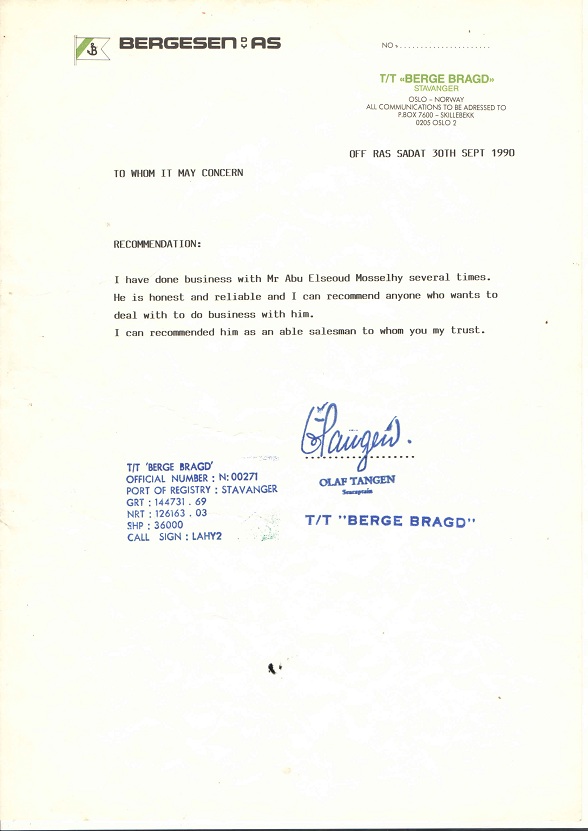 BERGESEN D.Y. AS
NO.......................
T/T «BERGE BRAGD»
STAVANGER
OSLO – NORWAY
ALL COMMUNICATIONS TO BE ADRESSED TO
P.BOX 7600 – SKILLEBEKK
0205 OSLO 2
OFF RAS SADAT 30TH SEPT 1990
TO WHOM IT MAY CONCERN
RECOMMENDATION:
I have done business with Mr Abu Elseoud Mosselhy several times.
He is honest and reliable and I can recommend anyone who wants to
deal with to do business with him.
I can recommended him as an able salesman to whom you my trust.
OTangen.
OLAF TANGEN
Seacaptain
T/T "BERGE BRAGD"
T/T 'BERGE BRAGD'
OFFICIAL NUMBER : N:00271
PORT OF REGISTRY : STAVANGER
GRT : 144731 . 69
NRT : 126163 . 03
SHP : 36000
CALL SIGN : LAHY2